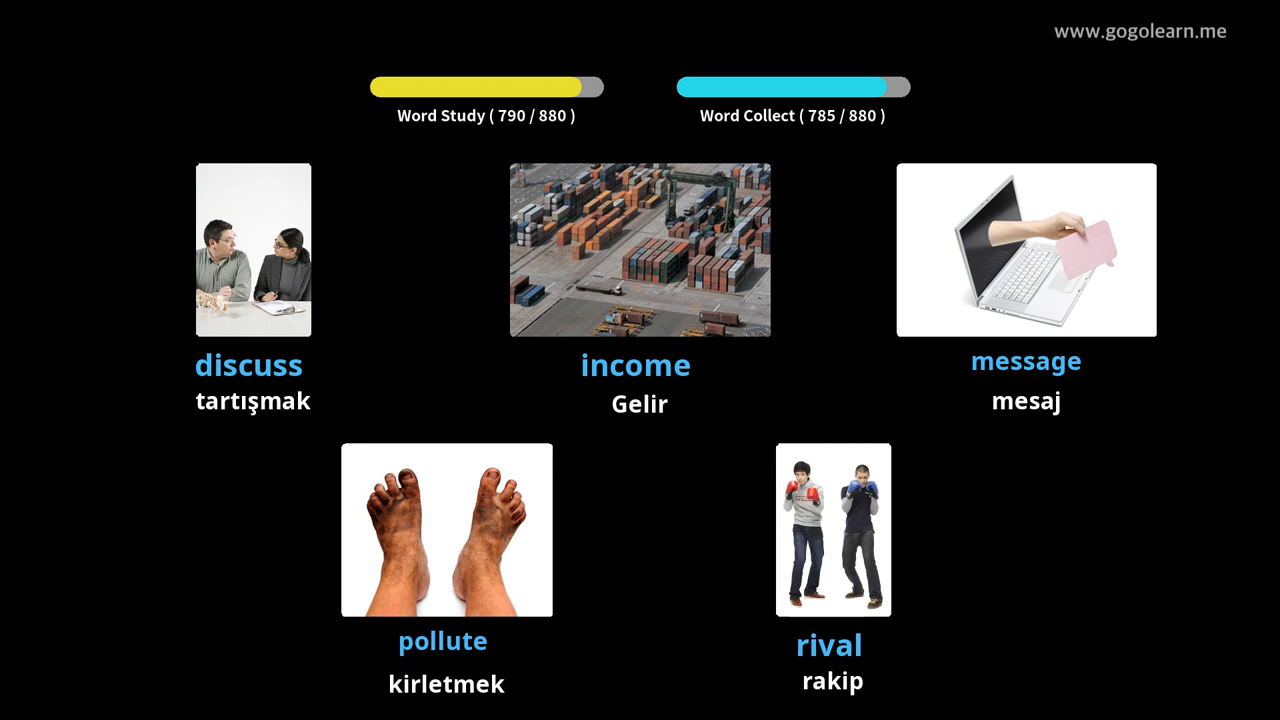 www.gogolearn.me
Word Study ( 790 / 880 )
Word Collect ( 785 / 880 )
discuss
tartışmak
income
Gelir
message
mesaj
pollute
kirletmek
rival
rakip